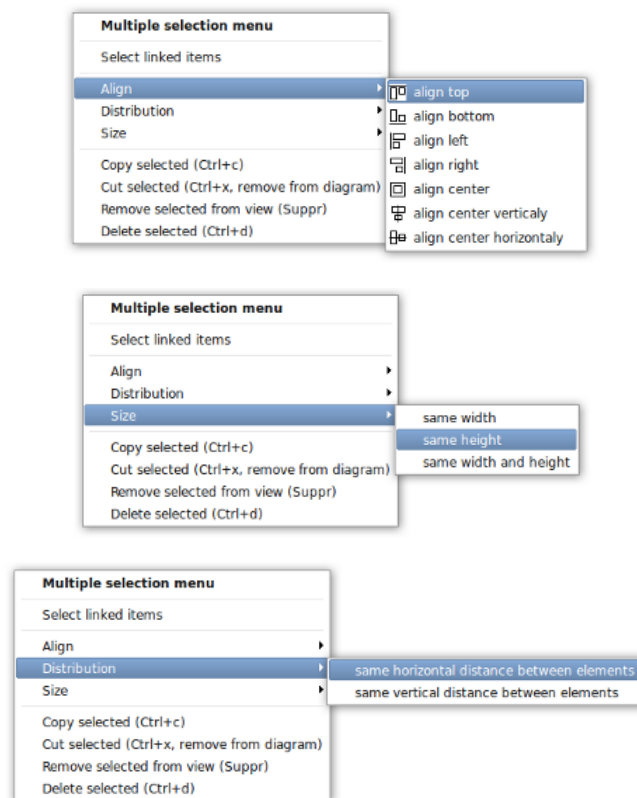 Multiple selection menu
Select linked items
Align
Distribution
Size
Copy selected (Ctrl+c)
Cut selected (Ctrl+x, remove from diagram)
Remove selected from view (Suppr)
Delete selected (Ctrl+d)
align top
align bottom
align left
align right
align center
align center verticaly
align center horizontaly
Multiple selection menu
Select linked items
Align
Distribution
Size
Copy selected (Ctrl+c)
Cut selected (Ctrl+x, remove from diagram)
Remove selected from view (Suppr)
Delete selected (Ctrl+d)
same width
same height
same width and height
Multiple selection menu
Select linked items
Align
Distribution
Size
Copy selected (Ctrl+c)
Cut selected (Ctrl+x, remove from diagram)
Remove selected from view (Suppr)
Delete selected (Ctrl+d)
same horizontal distance between elements
same vertical distance between elements